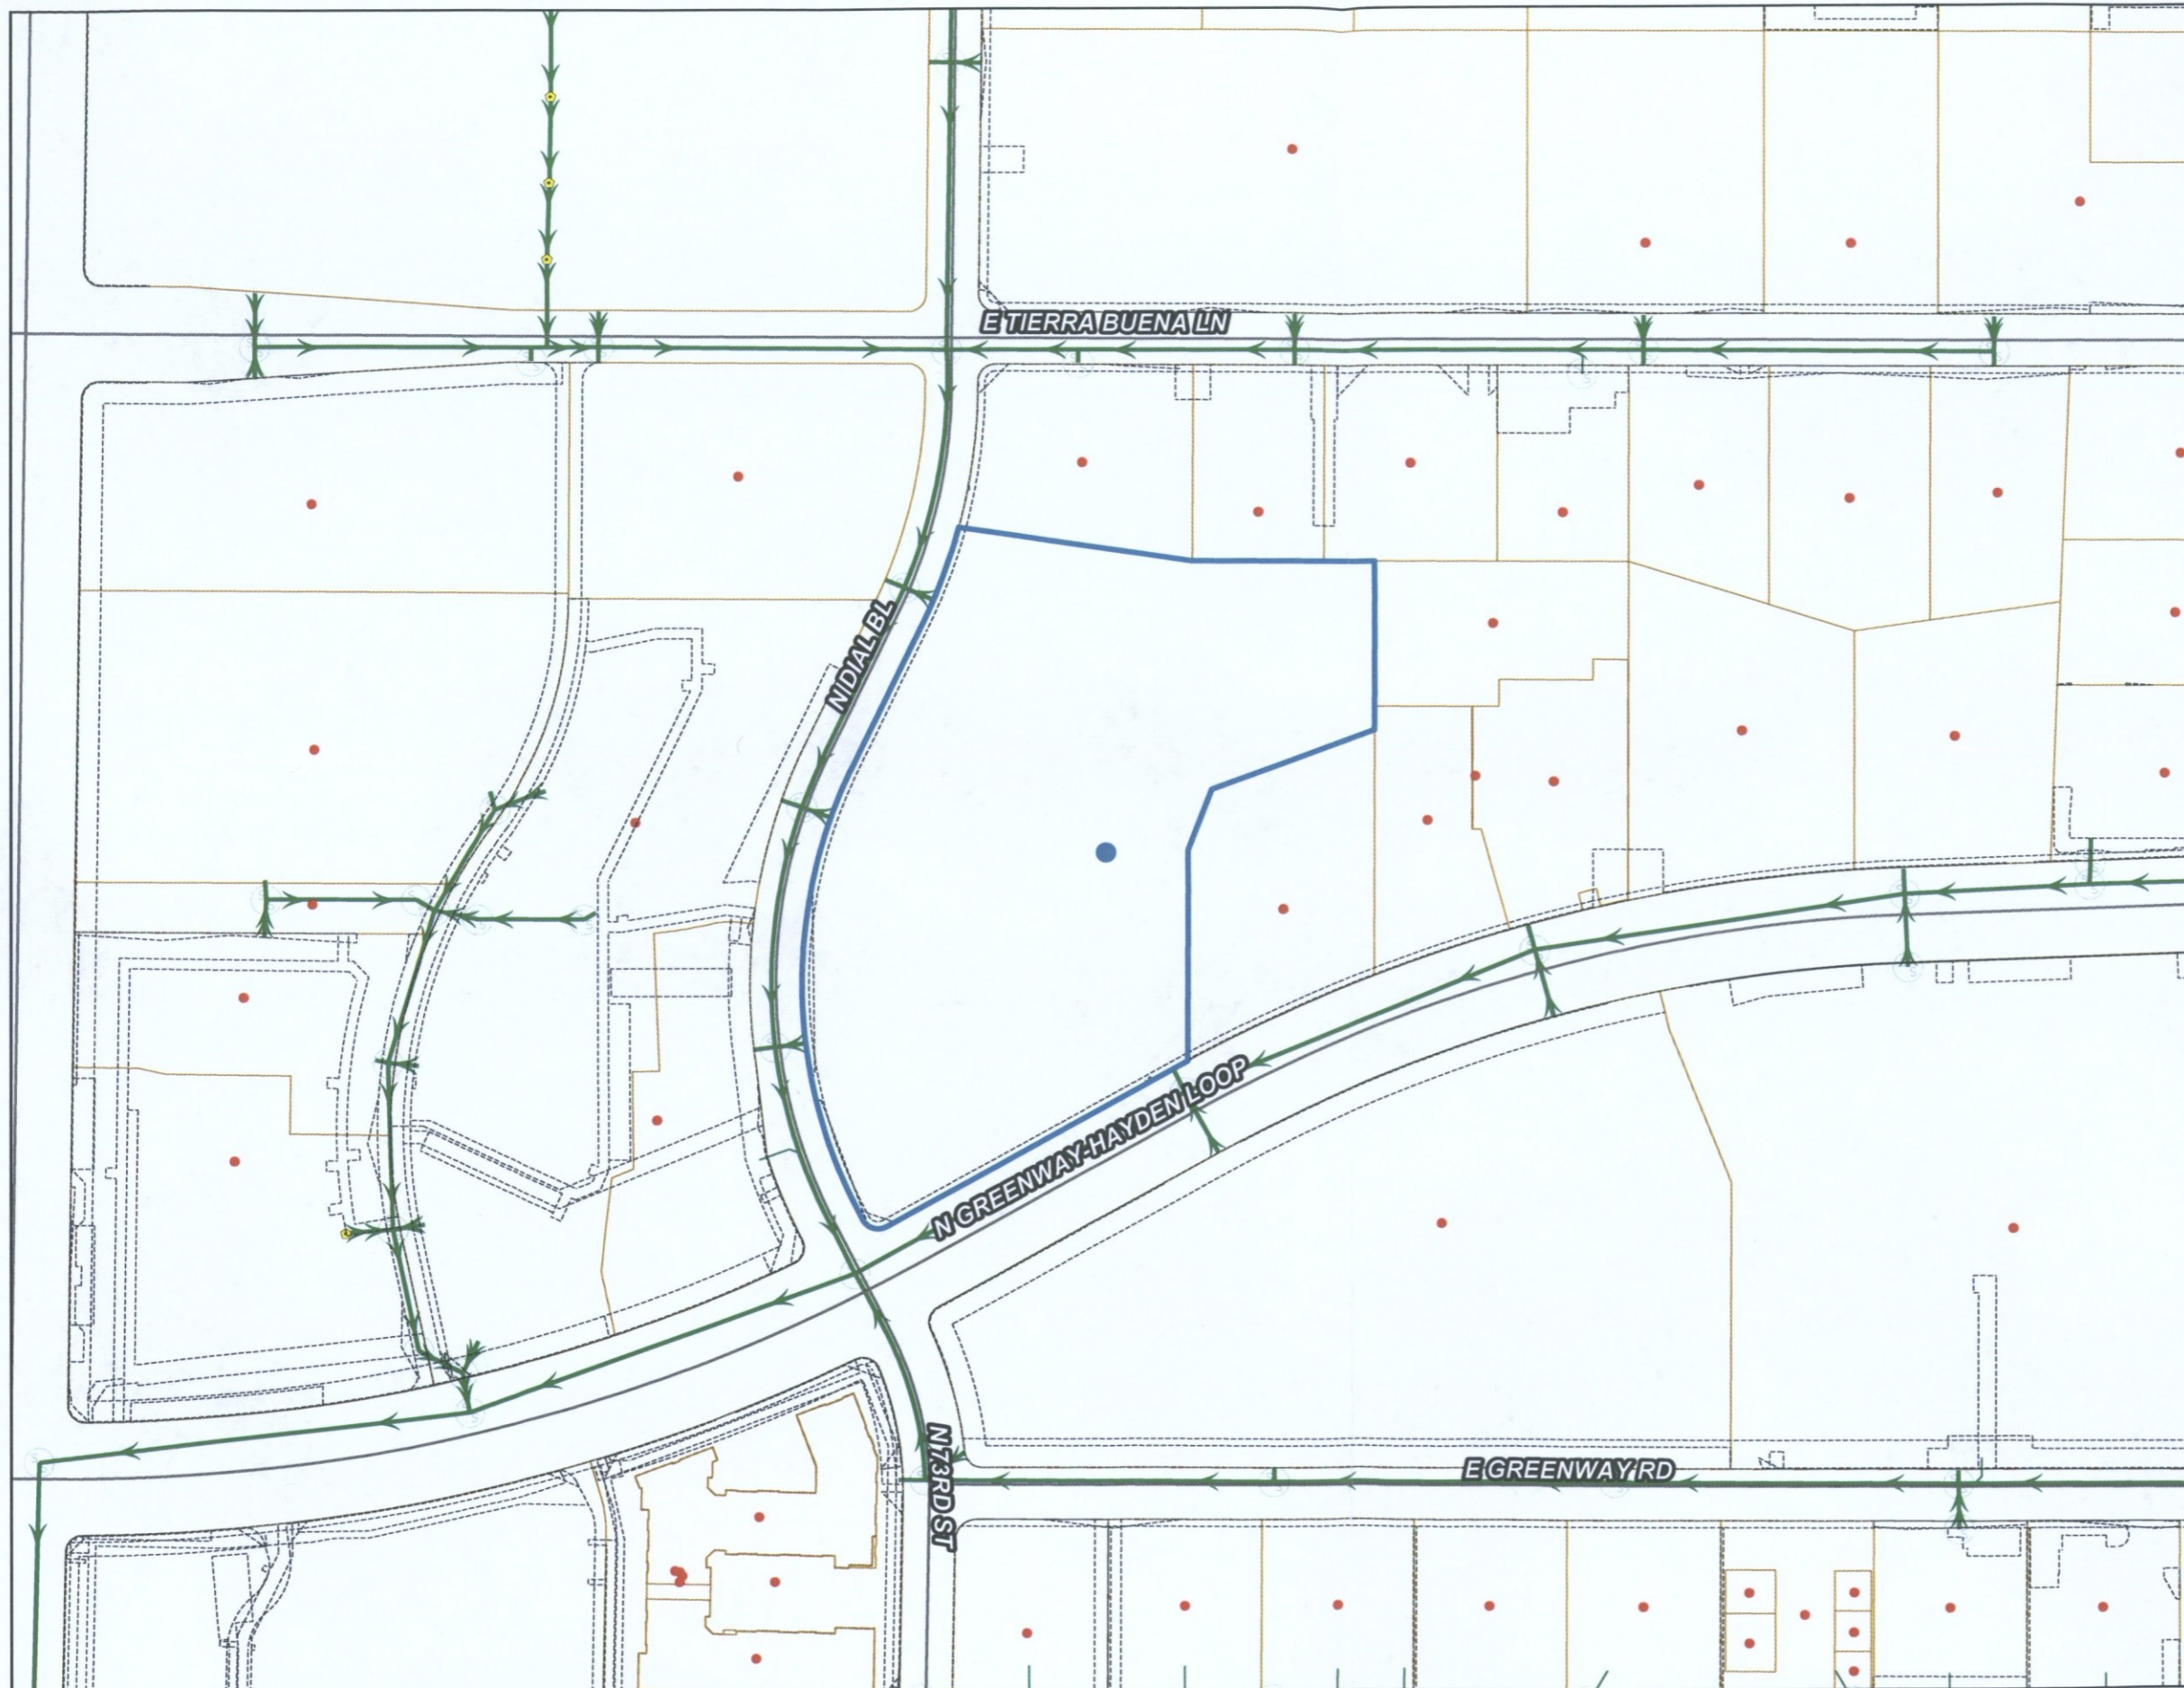 E TIERRA BUENA LN
N DIAL BL
N GREENWAY-HAYDEN LOOP
E GREENWAY RD
N 73RD ST